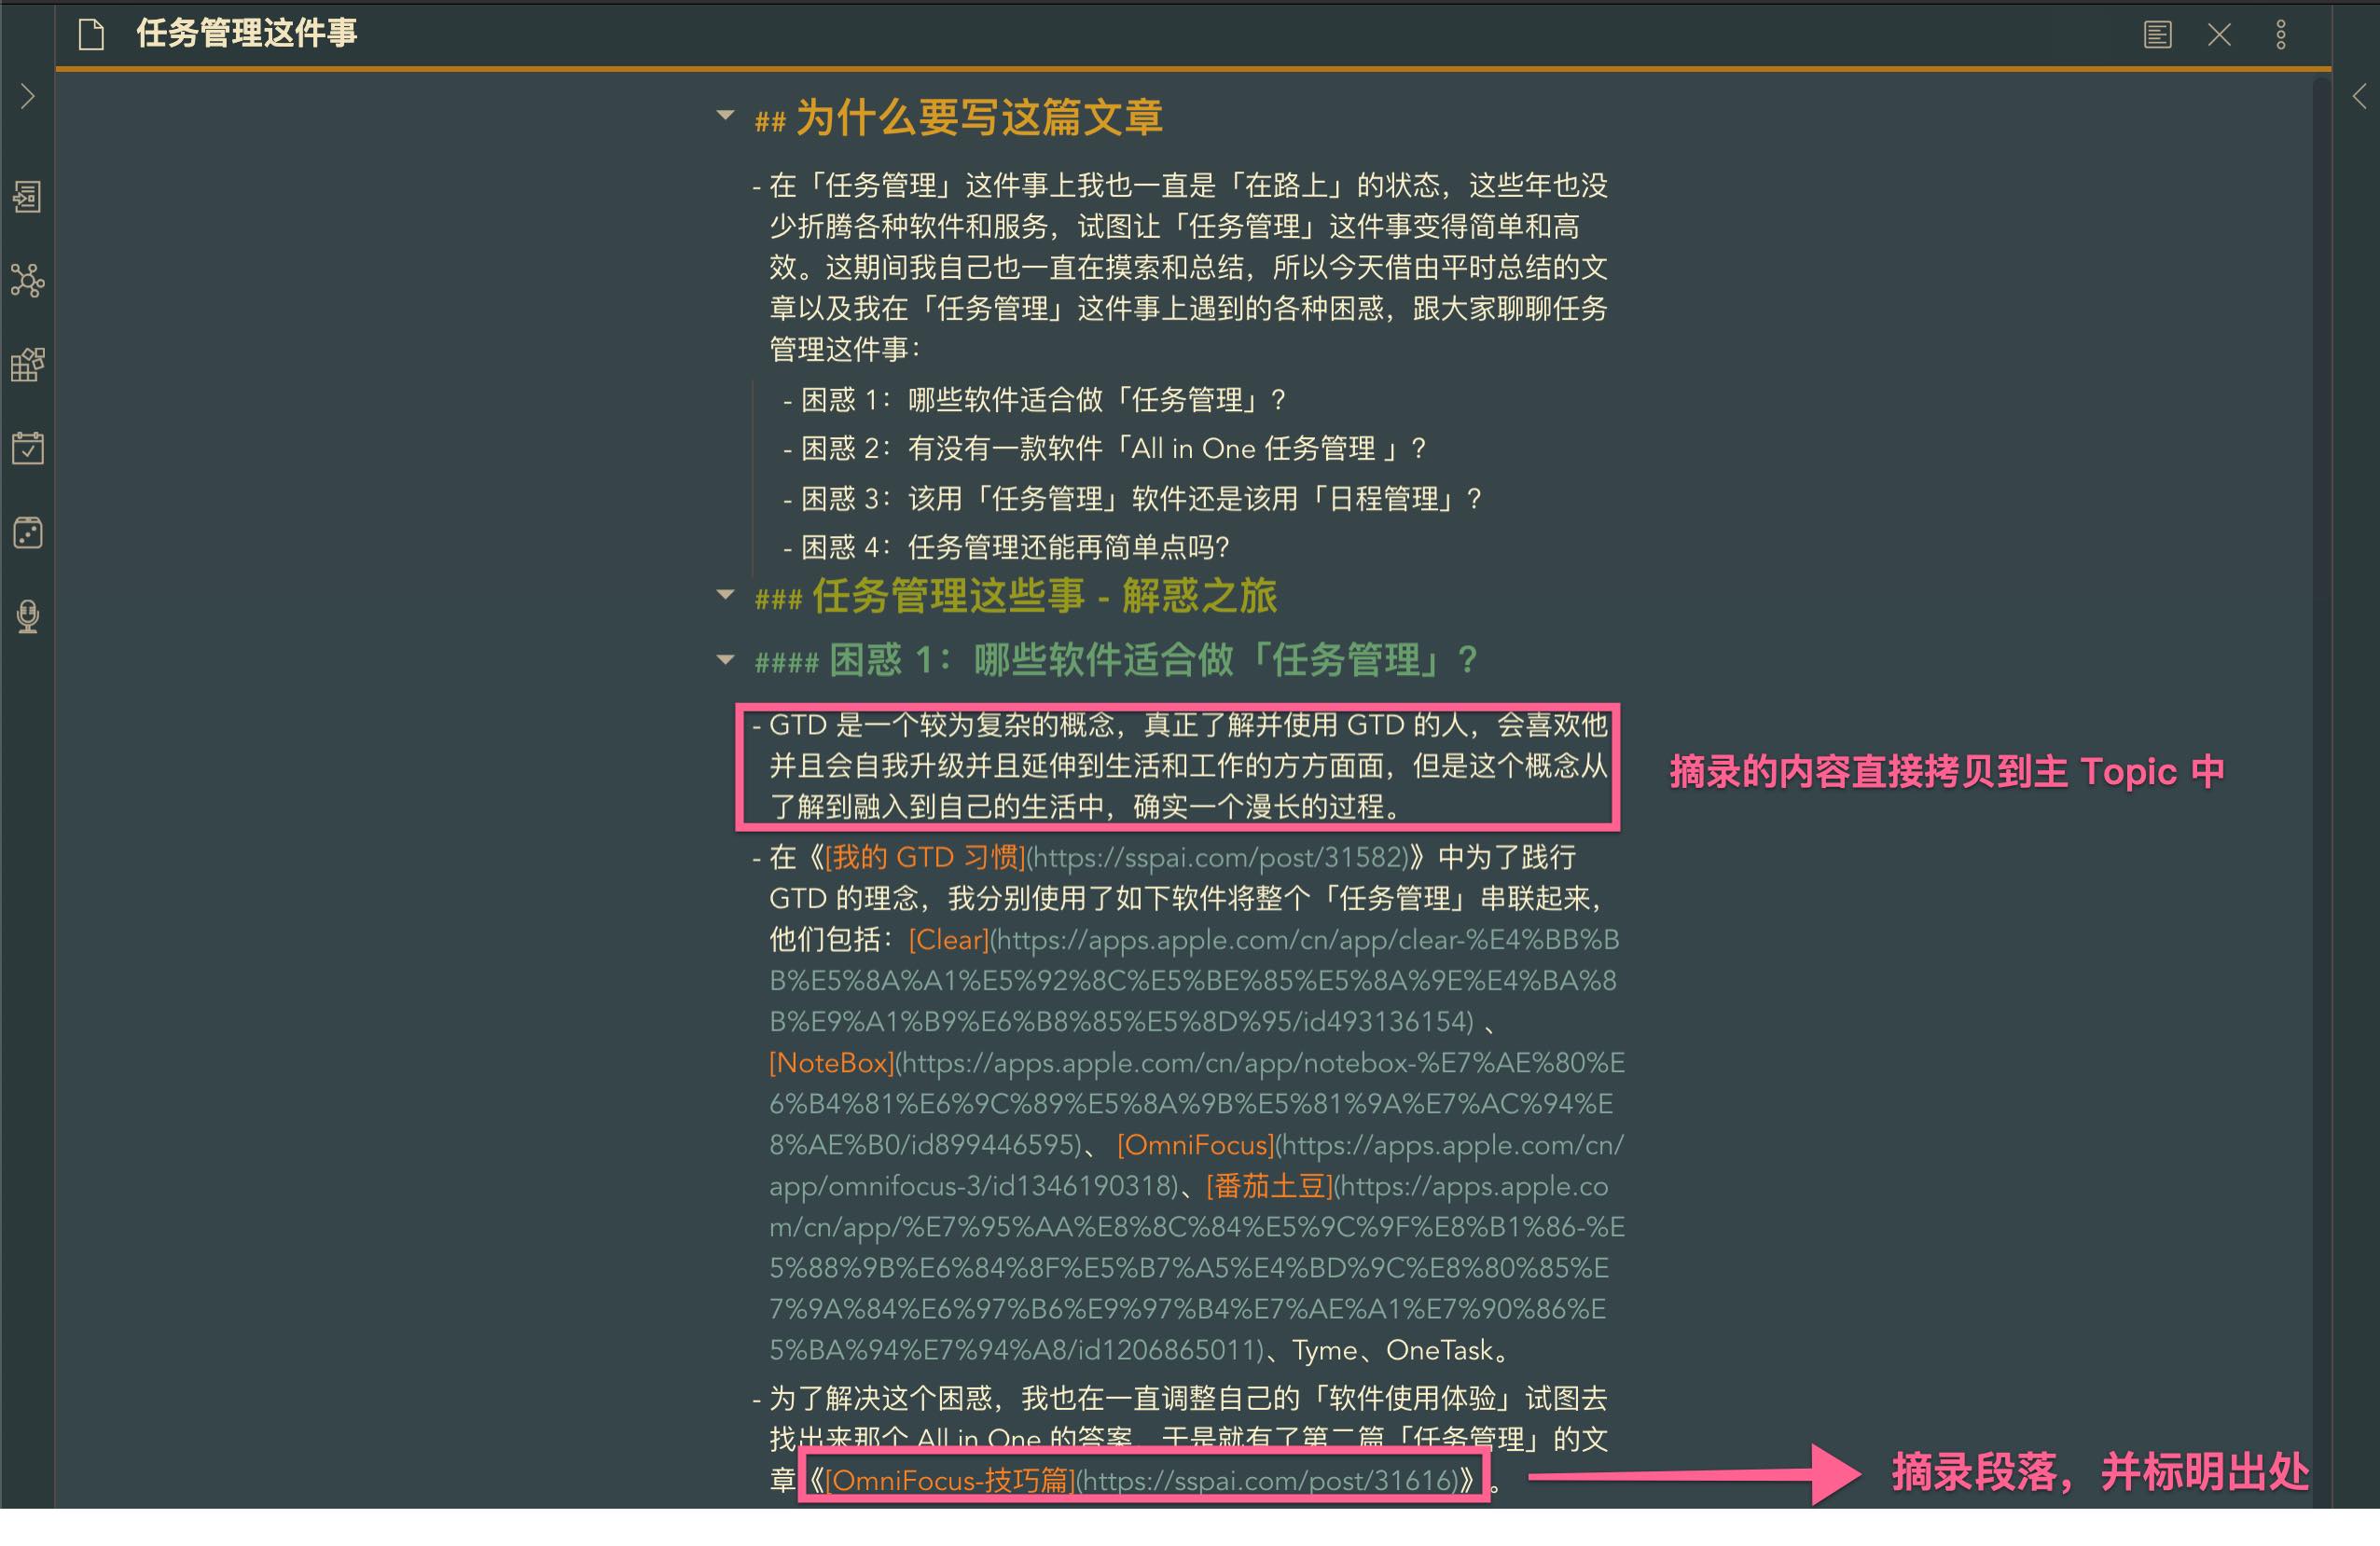 任务管理这件事
## 为什么要写这篇文章
- 在「任务管理」这件事上我也一直是「在路上」的状态，这些年也没
少折腾各种软件和服务，试图让「任务管理」这件事变得简单和高
效。这期间我自己也一直在摸索和总结，所以今天借由平时总结的文
章以及我在「任务管理」这件事上遇到的各种困惑，跟大家聊聊任务
管理这件事：
- 困惑 1：哪些软件适合做「任务管理」？
- 困惑 2：有没有一款软件「All in One 任务管理 」？
- 困惑 3：该用「任务管理」软件还是该用「日程管理」？
- 困惑 4：任务管理还能再简单点吗?
### 任务管理这些事 - 解惑之旅
#### 困惑 1：哪些软件适合做「任务管理」？
- GTD 是一个较为复杂的概念，真正了解并使用 GTD 的人，会喜欢他
并且会自我升级并且延伸到生活和工作的方方面面，但是这个概念从
了解到融入到自己的生活中，确实一个漫长的过程。
摘录的内容直接拷贝到主 Topic 中
- 在《[我的 GTD 习惯](https://sspai.com/post/31582)》中为了践行
GTD 的理念，我分别使用了如下软件将整个「任务管理」串联起来，
他们包括：[Clear](https://apps.apple.com/cn/app/clear-%E4%BB%B
B%E5%8A%A1%E5%92%8C%E5%BE%85%E5%8A%9E%E4%BA%8
B%E9%A1%B9%E6%B8%85%E5%8D%95/id493136154) 、
[NoteBox](https://apps.apple.com/cn/app/notebox-%E7%AE%80%E
6%B4%81%E6%9C%89%E5%8A%9B%E5%81%9A%E7%AC%94%E
8%AE%B0/id899446595)、 [OmniFocus](https://apps.apple.com/cn/
app/omnifocus-3/id1346190318)、[番茄土豆](https://apps.apple.co
m/cn/app/%E7%95%AA%E8%8C%84%E5%9C%9F%E8%B1%86-%E
5%88%9B%E6%84%8F%E5%B7%A5%E4%BD%9C%E8%80%85%E
7%9A%84%E6%97%B6%E9%97%B4%E7%AE%A1%E7%90%86%E
5%BA%94%E7%94%A8/id1206865011)、Tyme、OneTask。
- 为了解决这个困惑，我也在一直调整自己的「软件使用体验」试图去
找出来那个 All in One 的答案，于是就有了第二篇「任务管理」的文
章《[OmniFocus-技巧篇](https://sspai.com/post/31616)》。
摘录段落，并标明出处